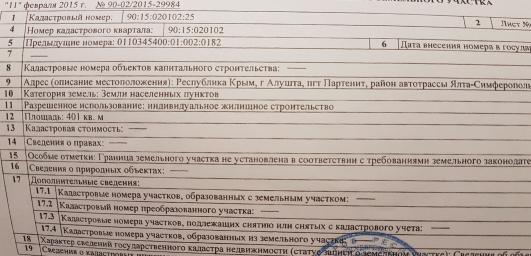 УЧАСТКА
"11" февраля 2015 г. № 90-02/2015-29984
1 Кадастровый номер: 90:15:020102:25 2 Лист №
4 Номер кадастрового квартала: 90:15:020102
5 Предыдущие номера: 0110345400:01:002:0182 6 Дата внесения номера в госуда
7 ——
8 Кадастровые номера объектов капитального строительства: ——
9 Адрес (описание местоположения): Республика Крым, г Алушта, пгт Партенит, район автотрассы Ялта-Симферополь
10 Категория земель: Земли населенных пунктов
11 Разрешенное использование: индивидуальное жилищное строительство
12 Площадь: 401 кв. м
13 Кадастровая стоимость: ——
14 Сведения о правах: ——
15 Особые отметки: Граница земельного участка не установлена в соответствии с требованиями земельного законодате
16 Сведения о природных объектах: ——
17 Дополнительные сведения:
17.1 Кадастровые номера участков, образованных с земельным участком: ——
17.2 Кадастровый номер преобразованного участка: ——
17.3 Кадастровые номера участков, подлежащих снятию или снятых с кадастрового учета: ——
17.4 Кадастровые номера участков, образованных из земельного участка:
18 Характер сведений государственного кадастра недвижимости (статус записи о земельном участке): Сведения об об
19 Сведения о кадастровых